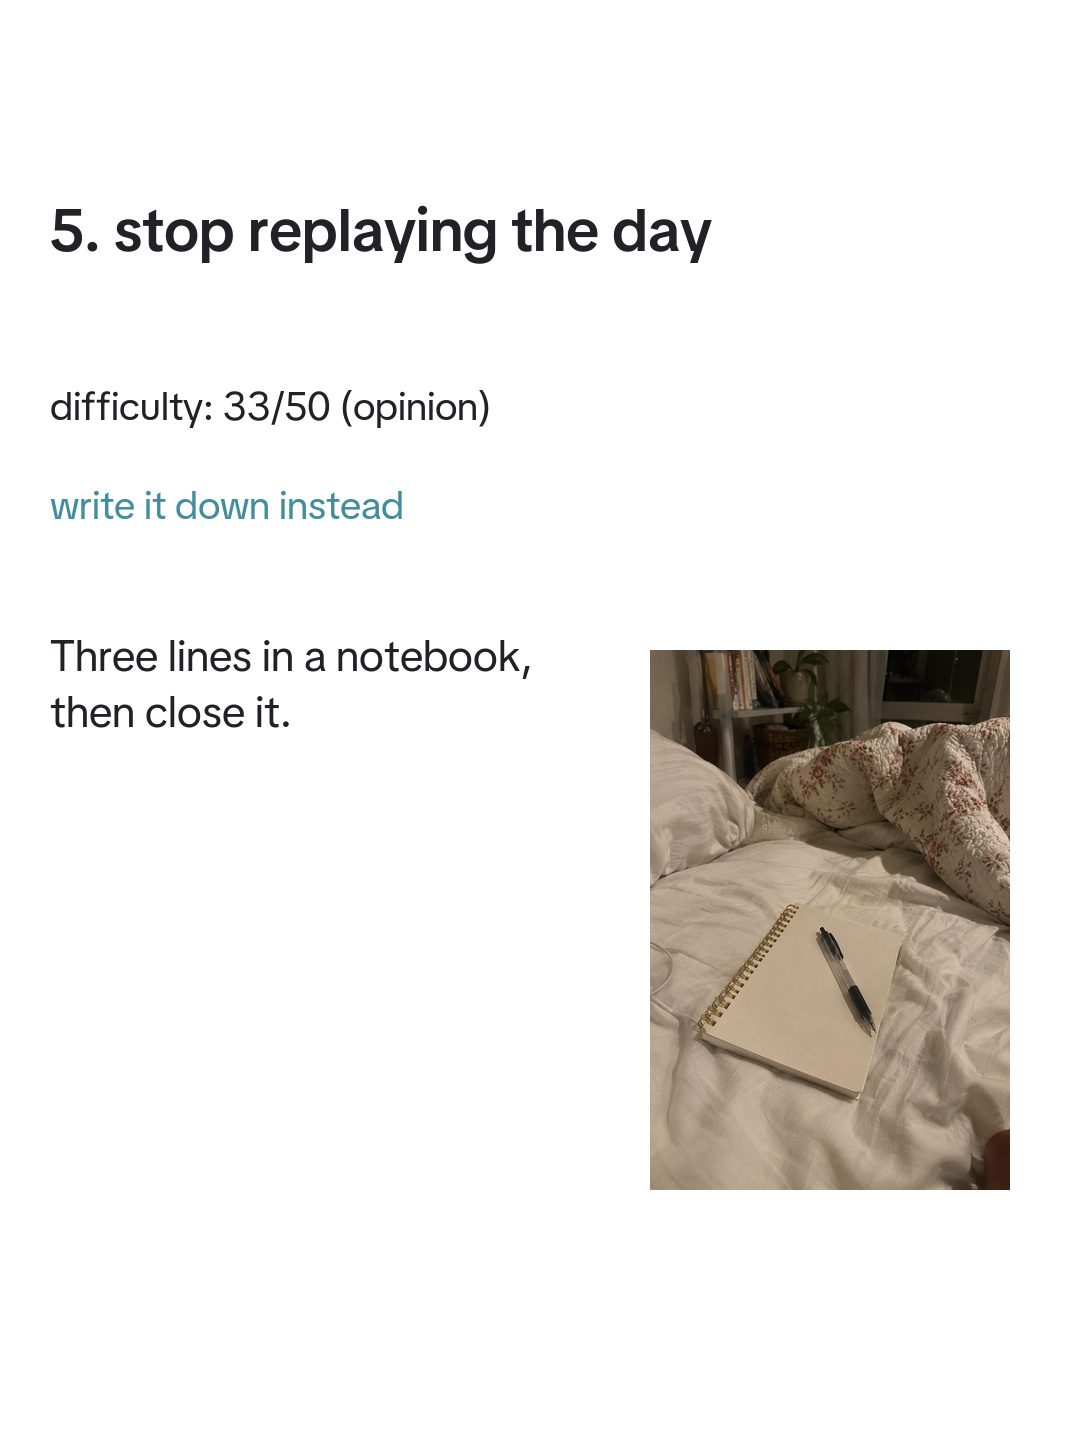 5. stop replaying the day
difficulty: 33/50 (opinion)
write it down instead
Three lines in a notebook,
then close it.